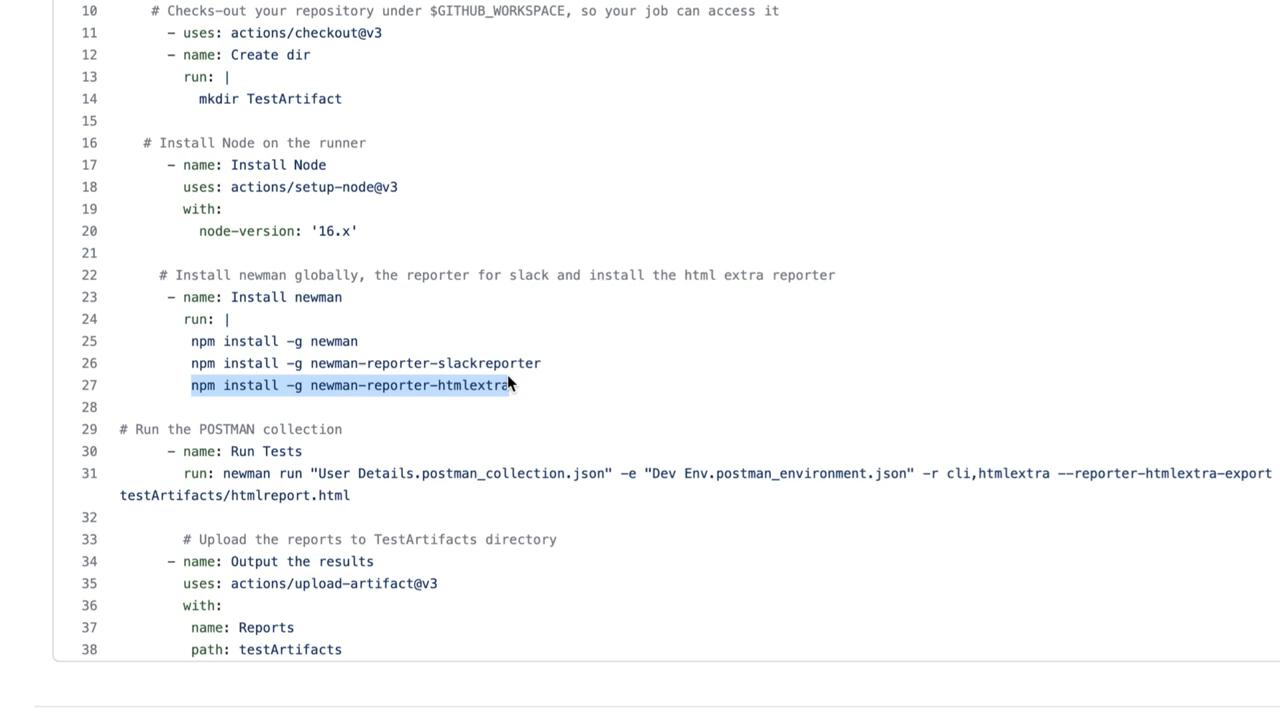 10 # Checks-out your repository under $GITHUB_WORKSPACE, so your job can access it
11 - uses: actions/checkout@v3
12 - name: Create dir
13 run: |
14 mkdir TestArtifact
15
16 # Install Node on the runner
17 - name: Install Node
18 uses: actions/setup-node@v3
19 with:
20 node-version: '16.x'
21
22 # Install newman globally, the reporter for slack and install the html extra reporter
23 - name: Install newman
24 run: |
25 npm install -g newman
26 npm install -g newman-reporter-slackreporter
27 npm install -g newman-reporter-htmlextra
28
29 # Run the POSTMAN collection
30 - name: Run Tests
31 run: newman run "User Details.postman_collection.json" -e "Dev Env.postman_environment.json" -r cli,htmlextra --reporter-htmlextra-export
testArtifacts/htmlreport.html
32
33 # Upload the reports to TestArtifacts directory
34 - name: Output the results
35 uses: actions/upload-artifact@v3
36 with:
37 name: Reports
38 path: testArtifacts